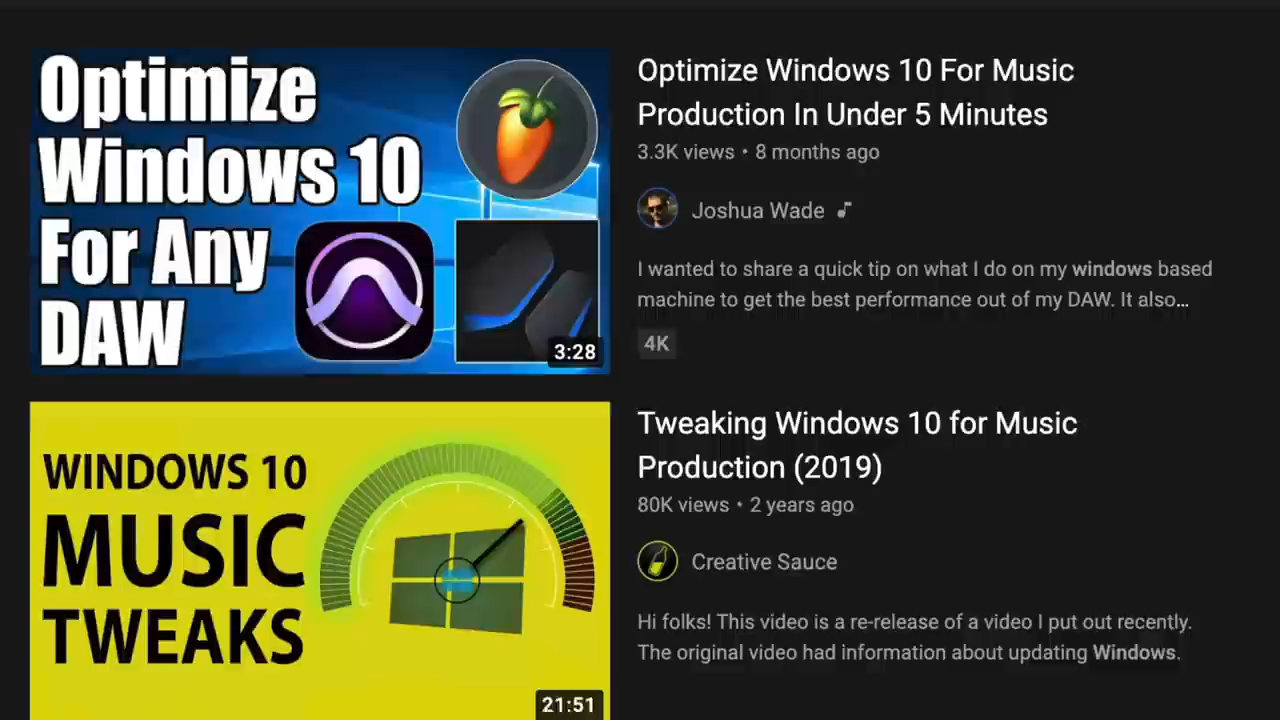 Optimize
Windows 10
For Any
DAW
3:28
Optimize Windows 10 For Music
Production In Under 5 Minutes
3.3K views • 8 months ago
Joshua Wade
I wanted to share a quick tip on what I do on my windows based
machine to get the best performance out of my DAW. It also...
4K
WINDOWS 10
MUSIC
TWEAKS
21:51
Tweaking Windows 10 for Music
Production (2019)
80K views • 2 years ago
Creative Sauce
Hi folks! This video is a re-release of a video I put out recently.
The original video had information about updating Windows.